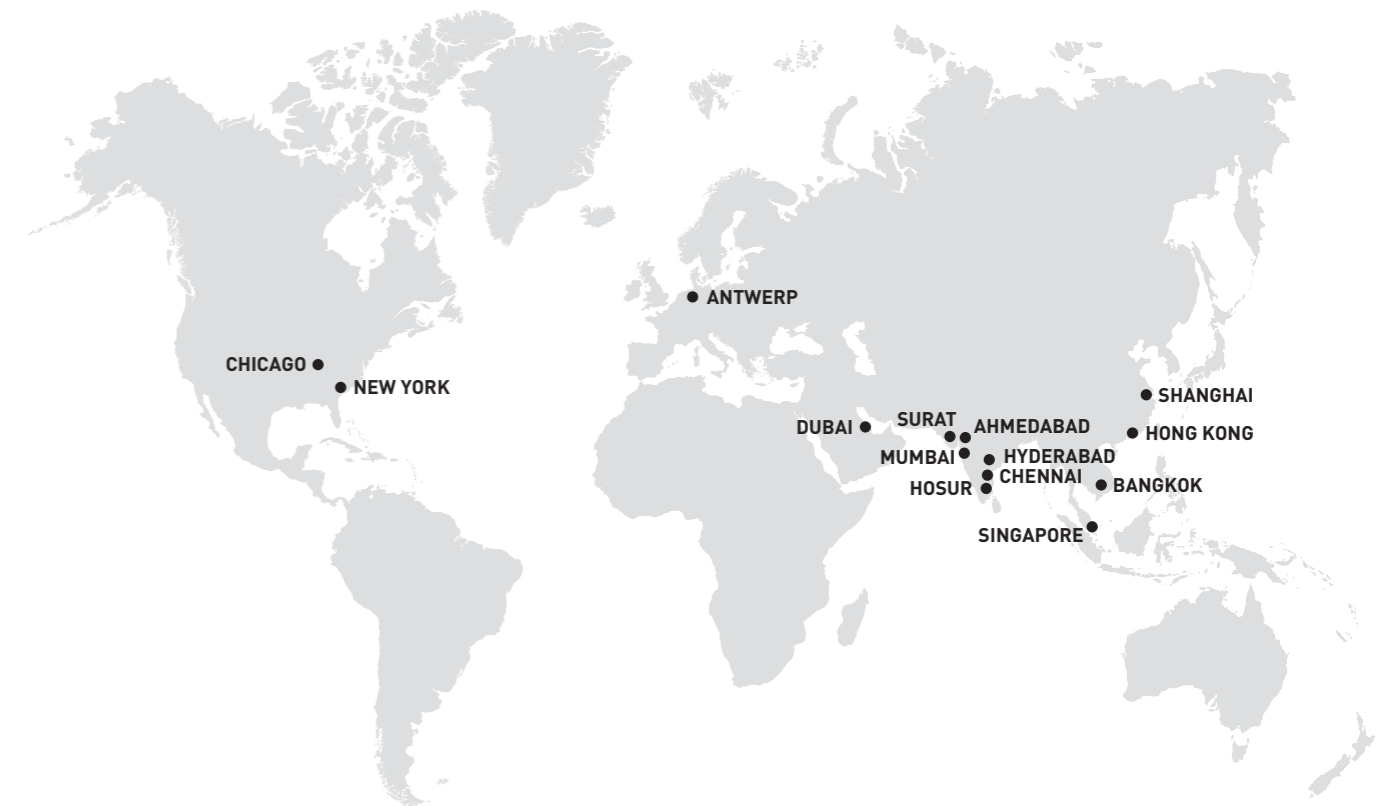 ANTWERP
CHICAGO
NEW YORK
SHANGHAI
DUBAI
SURAT
AHMEDABAD
HONG KONG
MUMBAI
HYDERABAD
CHENNAI
HOSUR
BANGKOK
SINGAPORE